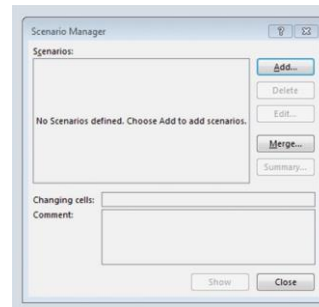 Scenario Manager
Scenarios:
No Scenarios defined. Choose Add to add scenarios.
Add...
Delete
Edit...
Merge...
Summary...
Changing cells:
Comment:
Show
Close